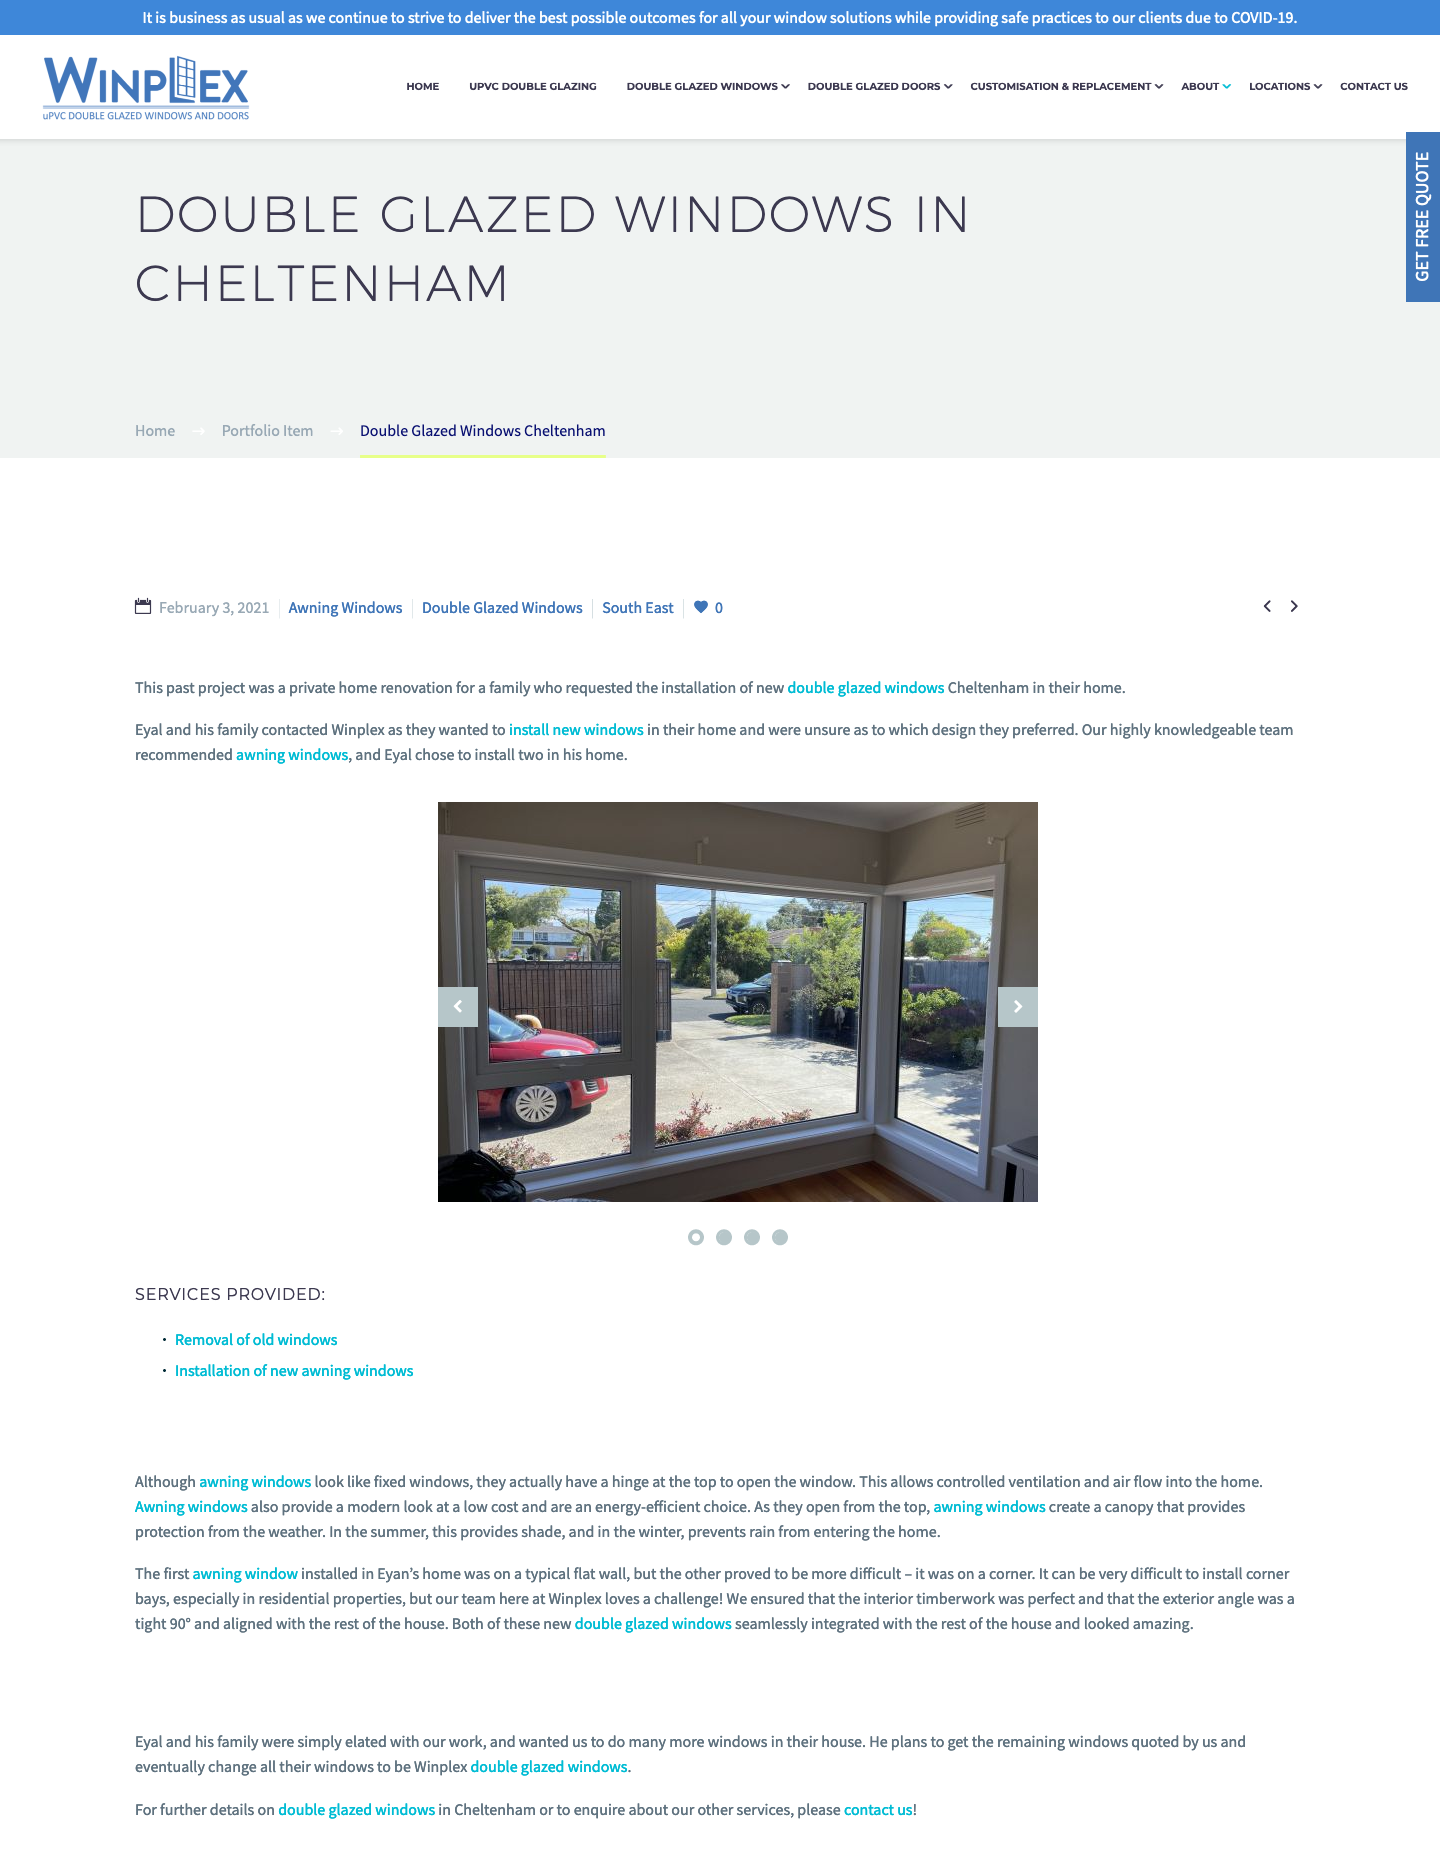 It is business as usual as we continue to strive to deliver the best possible outcomes for all your window solutions while providing safe practices to our clients due to COVID-19.
WINPLEX
uPVC DOUBLE GLAZED WINDOWS AND DOORS
HOME UPVC DOUBLE GLAZING DOUBLE GLAZED WINDOWS DOUBLE GLAZED DOORS CUSTOMISATION & REPLACEMENT ABOUT LOCATIONS CONTACT US
GET FREE QUOTE
DOUBLE GLAZED WINDOWS IN
CHELTENHAM
Home → Portfolio Item → Double Glazed Windows Cheltenham
February 3, 2021 Awning Windows Double Glazed Windows South East 0
This past project was a private home renovation for a family who requested the installation of new double glazed windows Cheltenham in their home.
Eyal and his family contacted Winplex as they wanted to install new windows in their home and were unsure as to which design they preferred. Our highly knowledgeable team
recommended awning windows, and Eyal chose to install two in his home.
SERVICES PROVIDED:
• Removal of old windows
• Installation of new awning windows
Although awning windows look like fixed windows, they actually have a hinge at the top to open the window. This allows controlled ventilation and air flow into the home.
Awning windows also provide a modern look at a low cost and are an energy-efficient choice. As they open from the top, awning windows create a canopy that provides
protection from the weather. In the summer, this provides shade, and in the winter, prevents rain from entering the home.
The first awning window installed in Eyan’s home was on a typical flat wall, but the other proved to be more difficult – it was on a corner. It can be very difficult to install corner
bays, especially in residential properties, but our team here at Winplex loves a challenge! We ensured that the interior timberwork was perfect and that the exterior angle was a
tight 90° and aligned with the rest of the house. Both of these new double glazed windows seamlessly integrated with the rest of the house and looked amazing.
Eyal and his family were simply elated with our work, and wanted us to do many more windows in their house. He plans to get the remaining windows quoted by us and
eventually change all their windows to be Winplex double glazed windows.
For further details on double glazed windows in Cheltenham or to enquire about our other services, please contact us!